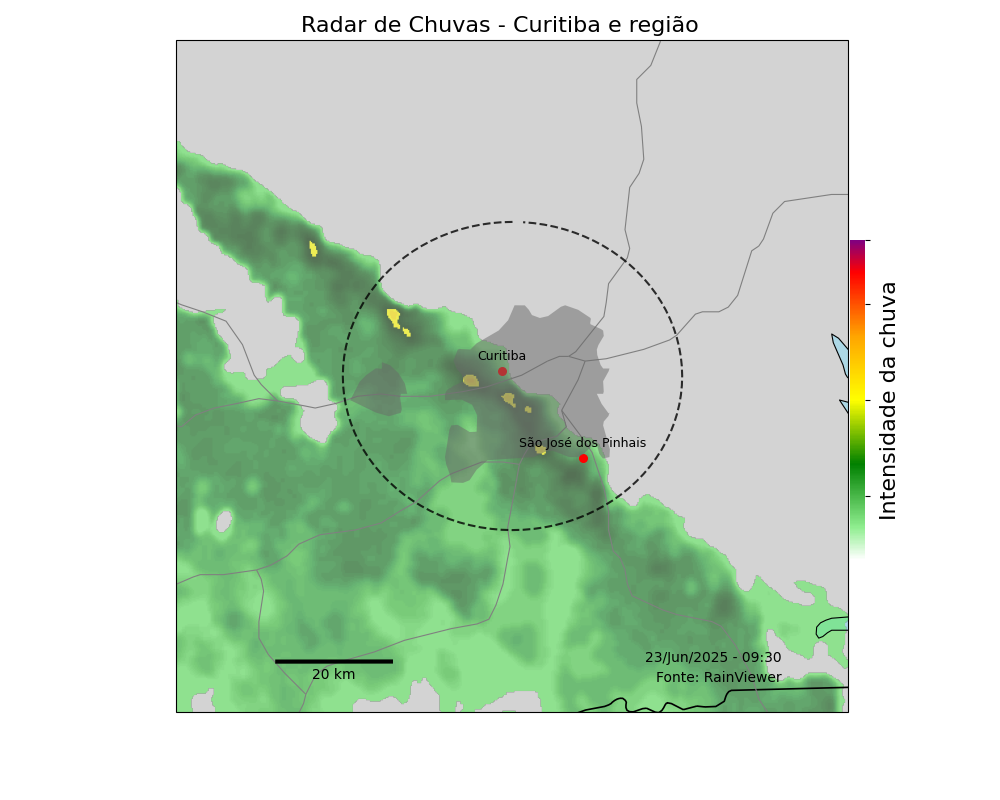 Radar de Chuvas - Curitiba e região
Curitiba
São José dos Pinhais
Intensidade da chuva
23/Jun/2025 - 09:30
20 km
Fonte: RainViewer